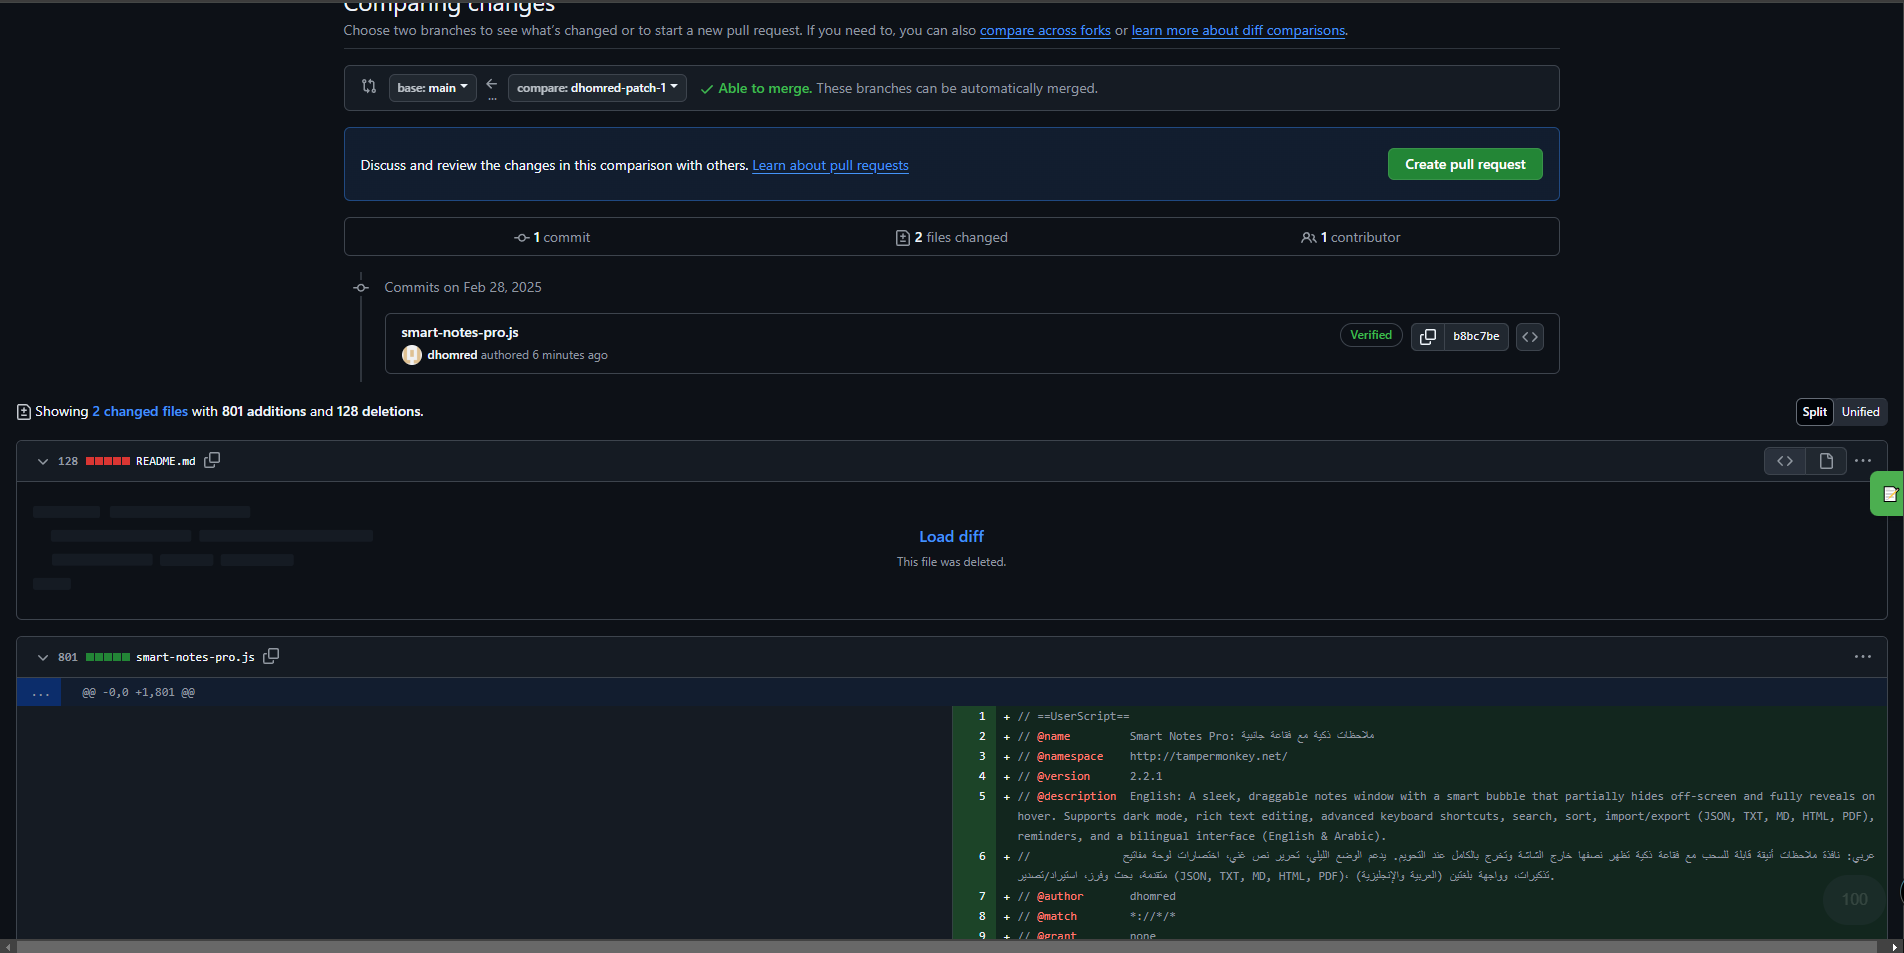 Comparing changes
Choose two branches to see what's changed or to start a new pull request. If you need to, you can also compare across forks or learn more about diff comparisons.
base: main
...
compare: dhomred-patch-1
Able to merge. These branches can be automatically merged.
Discuss and review the changes in this comparison with others. Learn about pull requests
Create pull request
1 commit
2 files changed
1 contributor
Commits on Feb 28, 2025
smart-notes-pro.js
dhomred authored 6 minutes ago
Verified
b8bc7be
Showing 2 changed files with 801 additions and 128 deletions.
Split
Unified
128 README.md
Load diff
This file was deleted.
801 smart-notes-pro.js
... @@ -0,0 +1,801 @@
1 + // ==UserScript==
2 + // @name Smart Notes Pro: ملاحظات ذكية مع فقاعة جانبية
3 + // @namespace http://tampermonkey.net/
4 + // @version 2.2.1
5 + // @description English: A sleek, draggable notes window with a smart bubble that partially hides off-screen and fully reveals on
hover. Supports dark mode, rich text editing, advanced keyboard shortcuts, search, sort, import/export (JSON, TXT, MD, HTML, PDF),
reminders, and a bilingual interface (English & Arabic).
6 + // عربي: نافذة ملاحظات أنيقة قابلة للسحب مع فقاعة ذكية تظهر نصفها خارج الشاشة وتخرج بالكامل عند التحويم. يدعم الوضع الليلي، تحرير نص غني، اختصارات لوحة مفاتيح
متقدمة، بحث وفرز، استيراد/تصدير (JSON, TXT, MD, HTML, PDF)، تذكيرات، وواجهة بلغتين (العربية والإنجليزية).
7 + // @author dhomred
8 + // @match *://*/*
9 + // @grant none
100